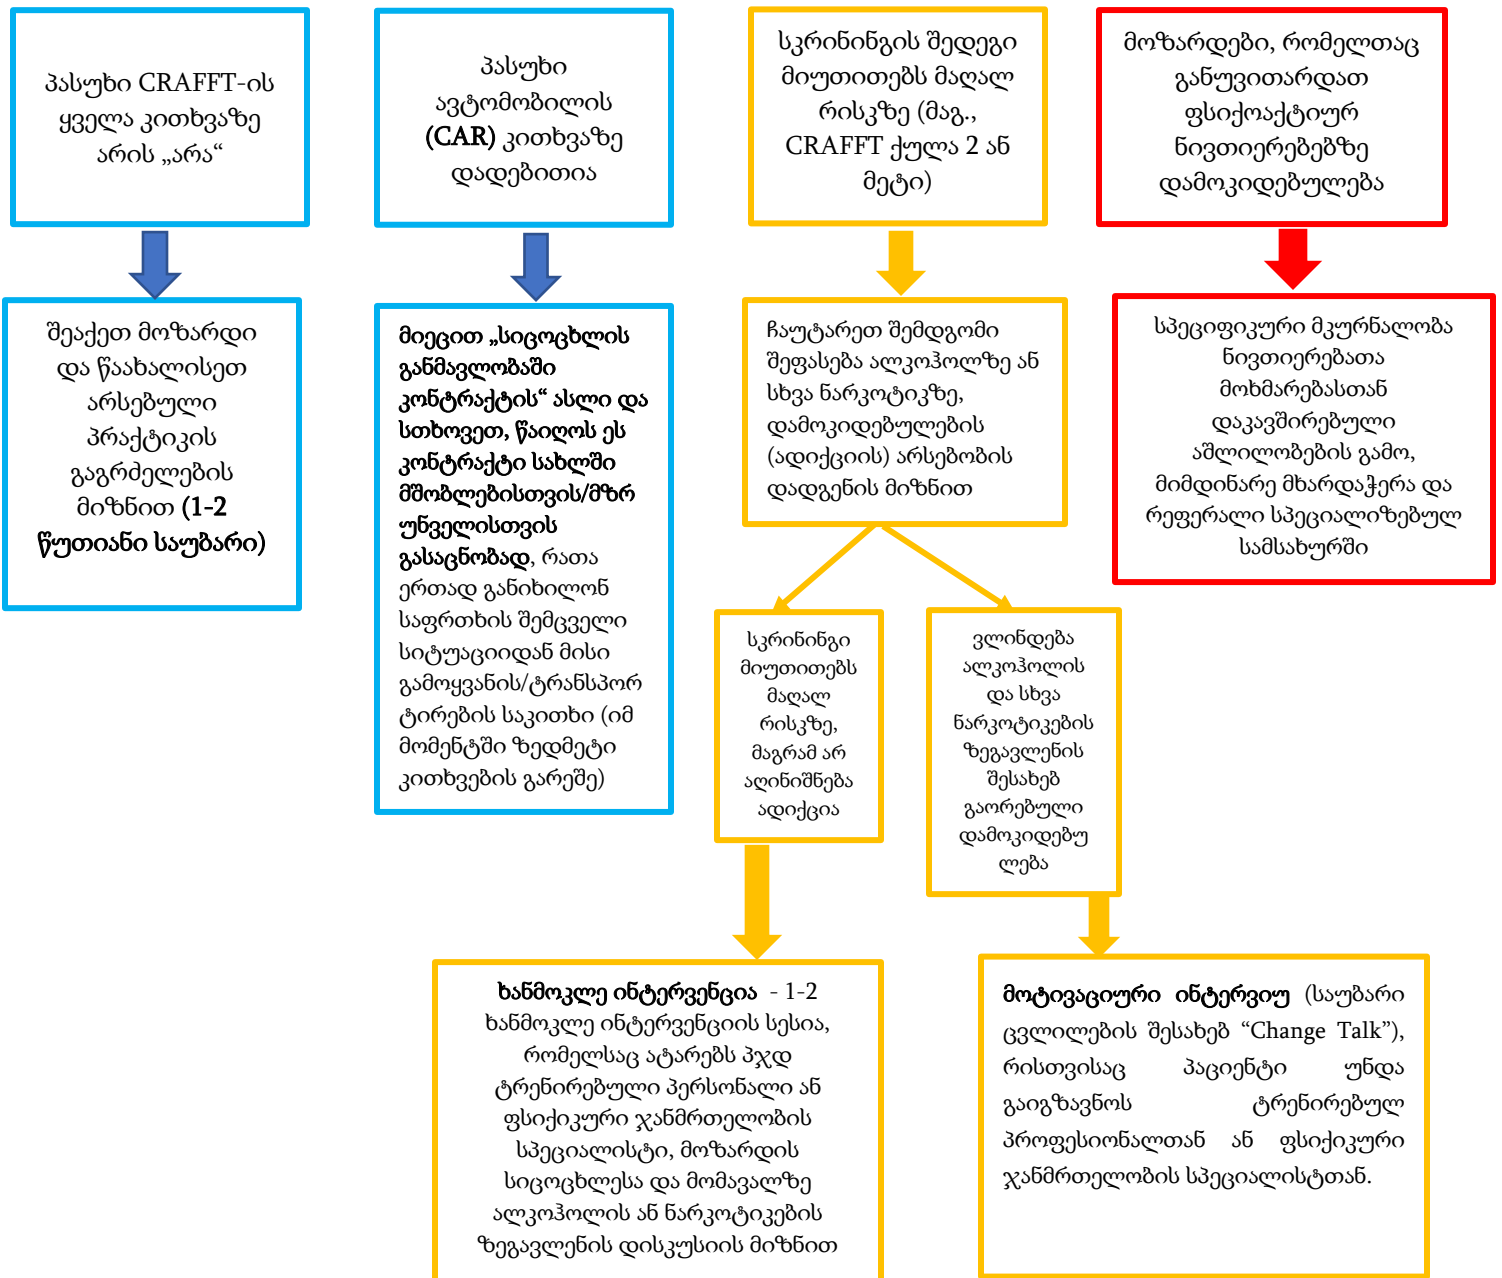 პასუხი CRAFFT-ის
ყველა კითხვაზე
არის „არა“
პასუხი
ავტომობილის
(CAR) კითხვაზე
დადებითია
სკრინინგის შედეგი
მიუთითებს მაღალ
რისკზე (მაგ.,
CRAFFT ქულა 2 ან
მეტი)
მოზარდები, რომელთაც
განუვითარდათ
ფსიქოაქტიურ
ნივთიერებებზე
დამოკიდებულება
შეაქეთ მოზარდი
და წაახალისეთ
არსებული
პრაქტიკის
გაგრძელების
მიზნით (1-2
წუთიანი საუბარი)
მიეცით „სიცოცხლის
განმავლობაში
კონტრაქტის“ ასლი და
სთხოვეთ, წაიღოს ეს
კონტრაქტი სახლში
მშობლებისთვის/მზრ
უნველისთვის
გასაცნობად, რათა
ერთად განიხილონ
საფრთხის შემცველი
სიტუაციიდან მისი
გამოყვანის/ტრანსპორ
ტირების საკითხი (იმ
მომენტში ზედმეტი
კითხვების გარეშე)
ჩაუტარეთ შემდგომი
შეფასება ალკოჰოლზე ან
სხვა ნარკოტიკზე,
დამოკიდებულების
(ადიქციის) არსებობის
დადგენის მიზნით
სპეციფიკური მკურნალობა
ნივთიერებათა
მოხმარებასთან
დაკავშირებული
აშლილობების გამო,
მიმდინარე მხარდაჭერა და
რეფერალი სპეციალიზებულ
სამსახურში
სკრინინგი
მიუთითებს
მაღალ
რისკზე,
მაგრამ არ
აღინიშნება
ადიქცია
ვლინდება
ალკოჰოლის
და სხვა
ნარკოტიკების
ზეგავლენის
შესახებ
გაორებული
დამოკიდებუ
ლება
ხანმოკლე ინტერვენცია - 1-2
ხანმოკლე ინტერვენციის სესია,
რომელსაც ატარებს პჯდ
ტრენირებული პერსონალი ან
ფსიქიკური ჯანმრთელობის
სპეციალისტი, მოზარდის
სიცოცხლესა და მომავალზე
ალკოჰოლის ან ნარკოტიკების
ზეგავლენის დისკუსიის მიზნით
მოტივაციური ინტერვიუ (საუბარი
ცვლილების შესახებ “Change Talk”),
რისთვისაც პაციენტი უნდა
გაიგზავნოს ტრენირებულ
პროფესიონალთან ან ფსიქიკური
ჯანმრთელობის სპეციალისტთან.